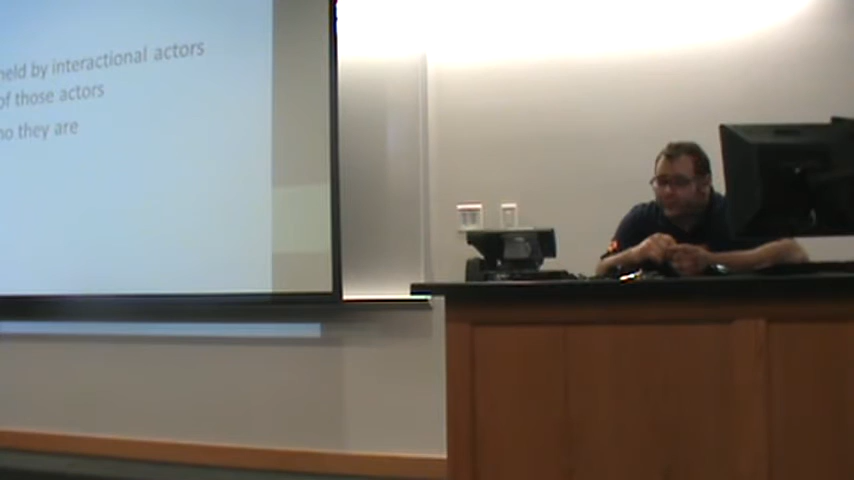 held by interactional actors
of those actors
ho they are